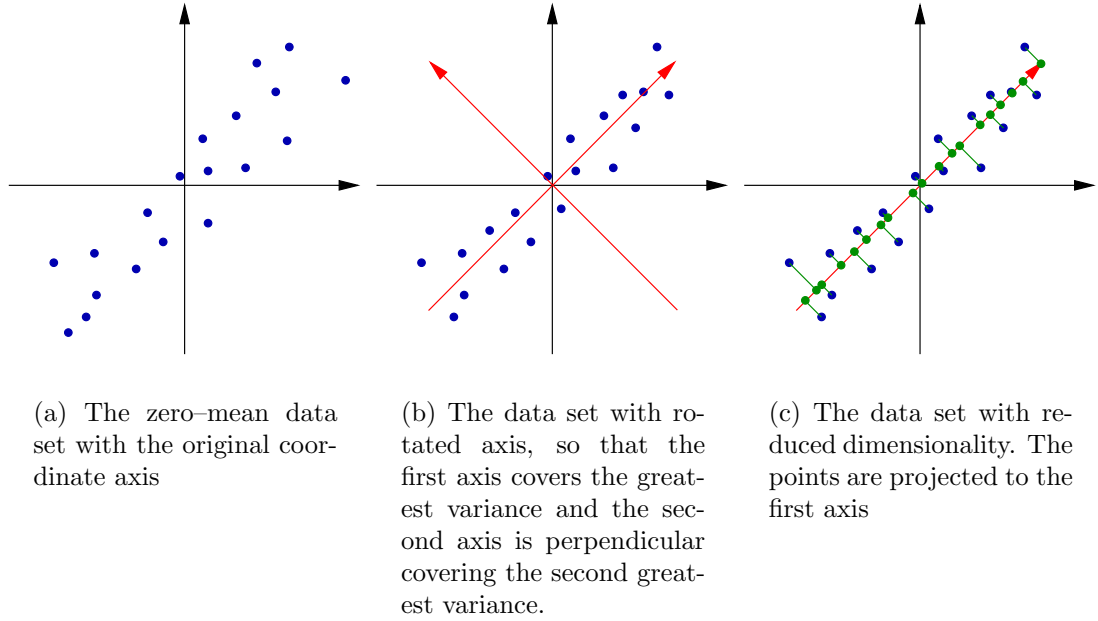 (a) The zero–mean data
set with the original coor-
dinate axis
(b) The data set with ro-
tated axis, so that the
first axis covers the great-
est variance and the sec-
ond axis is perpendicular
covering the second great-
est variance.
(c) The data set with re-
duced dimensionality. The
points are projected to the
first axis